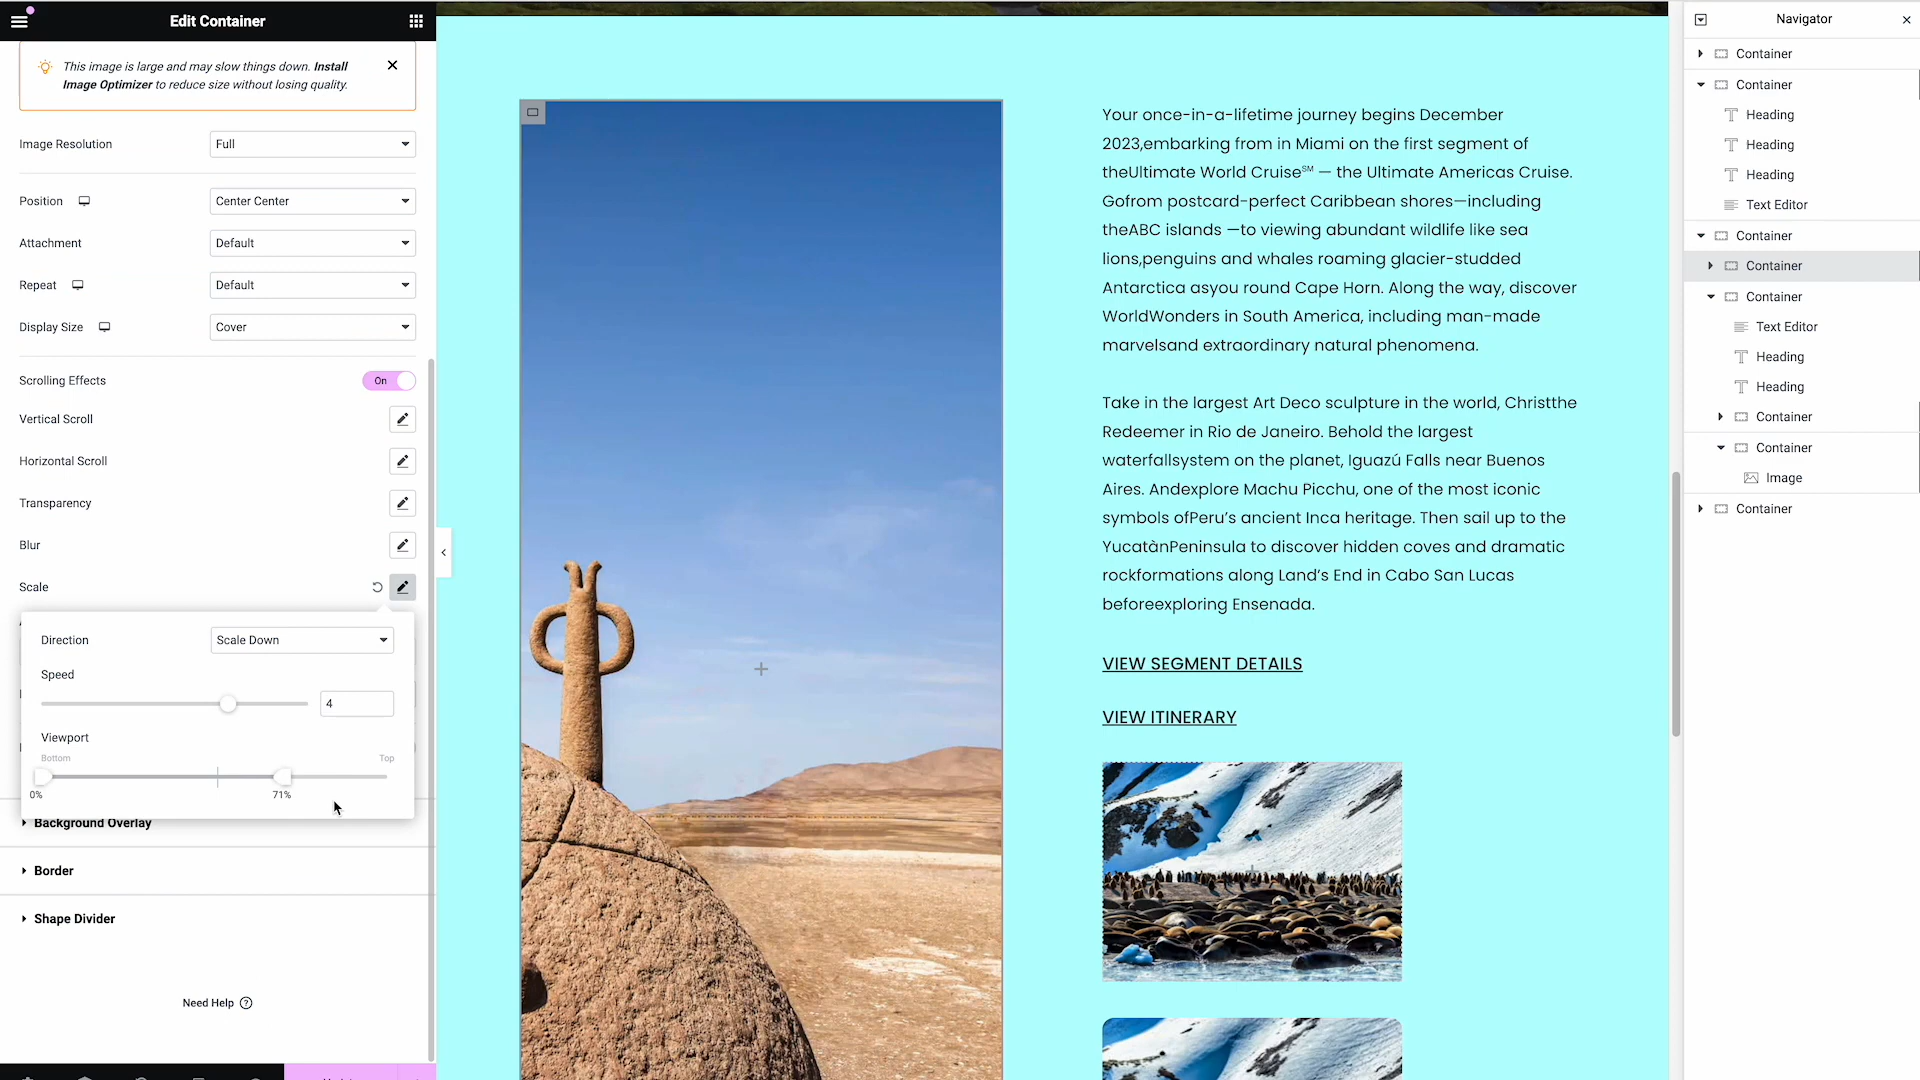 Edit Container
This image is large and may slow things down. Install
Image Optimizer to reduce size without losing quality.
Image Resolution
Full
Position
Center Center
Attachment
Default
Repeat
Default
Display Size
Cover
Scrolling Effects
On
Vertical Scroll
Horizontal Scroll
Transparency
Blur
Scale
Direction
Scale Down
Speed
4
Viewport
Bottom
Top
0%
71%
Background Overlay
Border
Shape Divider
Need Help
Your once-in-a-lifetime journey begins December
2023,embarking from in Miami on the first segment of
theUltimate World Cruise℠ — the Ultimate Americas Cruise.
Gofrom postcard-perfect Caribbean shores—including
theABC islands —to viewing abundant wildlife like sea
lions,penguins and whales roaming glacier-studded
Antarctica asyou round Cape Horn. Along the way, discover
WorldWonders in South America, including man-made
marvelsand extraordinary natural phenomena.
Take in the largest Art Deco sculpture in the world, Christthe
Redeemer in Rio de Janeiro. Behold the largest
waterfallsystem on the planet, Iguazú Falls near Buenos
Aires. Andexplore Machu Picchu, one of the most iconic
symbols ofPeru's ancient Inca heritage. Then sail up to the
YucatànPeninsula to discover hidden coves and dramatic
rockformations along Land's End in Cabo San Lucas
beforeexploring Ensenada.
VIEW SEGMENT DETAILS
VIEW ITINERARY
Navigator
Container
Container
Heading
Heading
Heading
Text Editor
Container
Container
Container
Text Editor
Heading
Heading
Container
Container
Image
Container